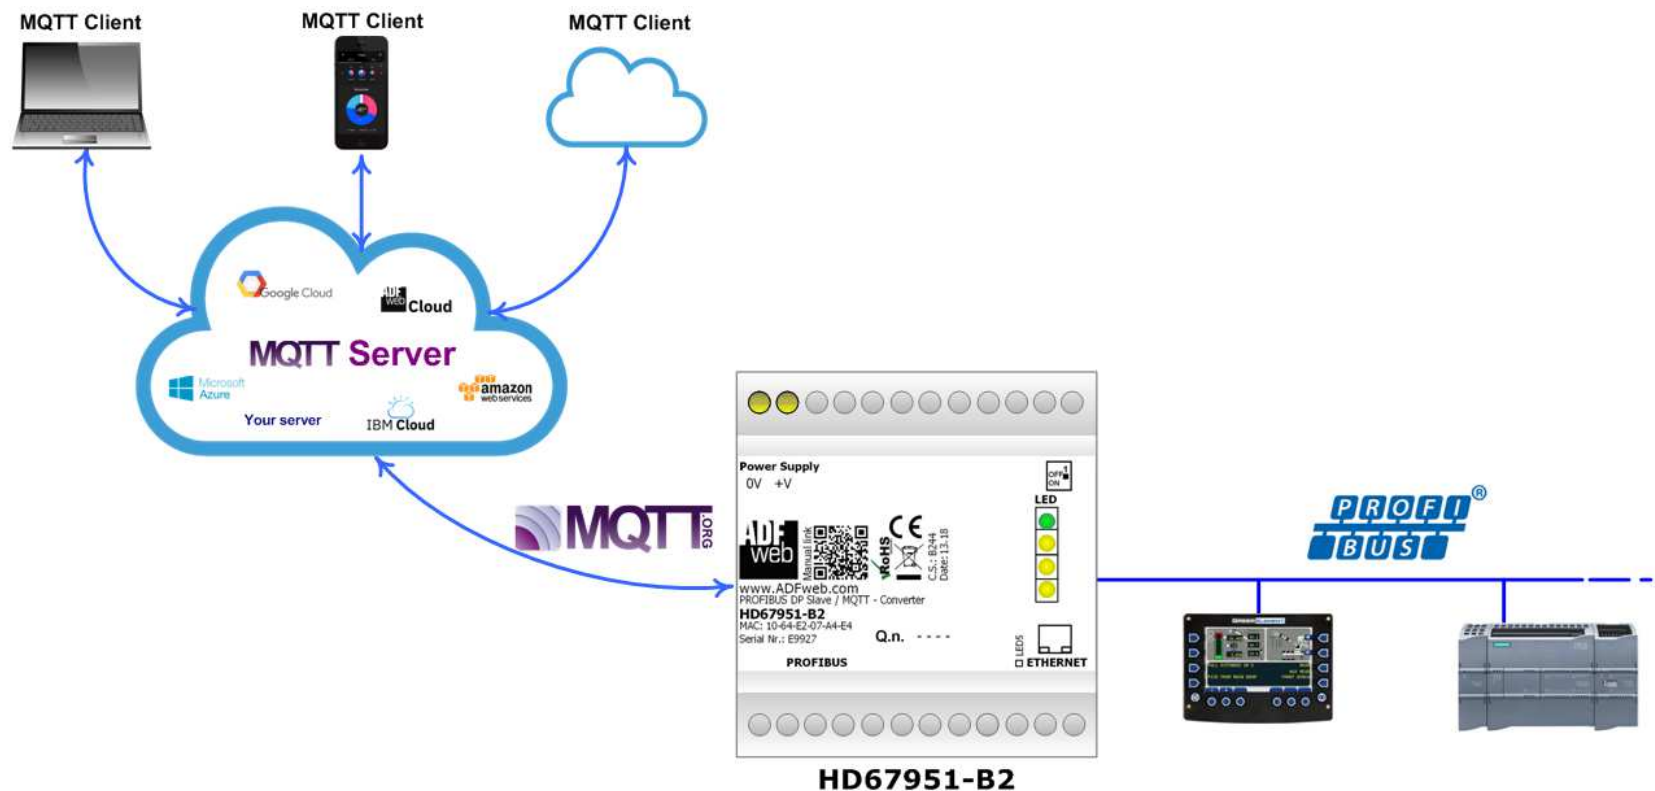 MQTT Client
MQTT Client
MQTT Client
Google Cloud
ADF
web
Cloud
MQTT Server
Microsoft
Azure
amazon
webservices
Your server
IBM Cloud
MQTT.ORG
Power Supply
0V +V
OFF 1
ON
LED
ADF
web
Manual link
RoHS
CE
C.S.: B244
Date: 13.18
www.ADFweb.com
PROFIBUS DP Slave / MQTT - Converter
HD67951-B2
MAC: 10-64-E2-07-A4-E4
Serial Nr.: E9927
Q.n. - - - -
LEDS
PROFIBUS
ETHERNET
HD67951-B2
PROFI®
BUS